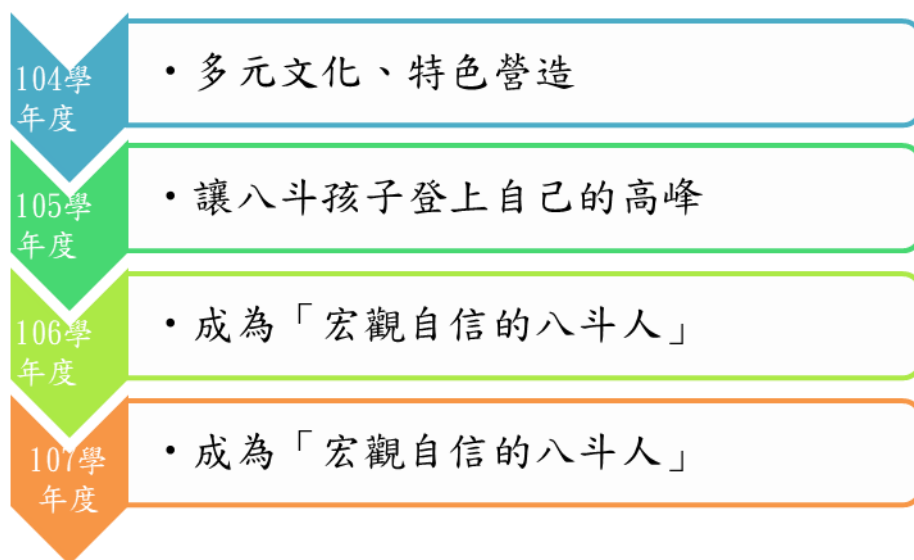 104學
年度
・多元文化、特色營造
105學
年度
・讓八斗孩子登上自己的高峰
106學
年度
・成為「宏觀自信的八斗人」
107學
年度
・成為「宏觀自信的八斗人」